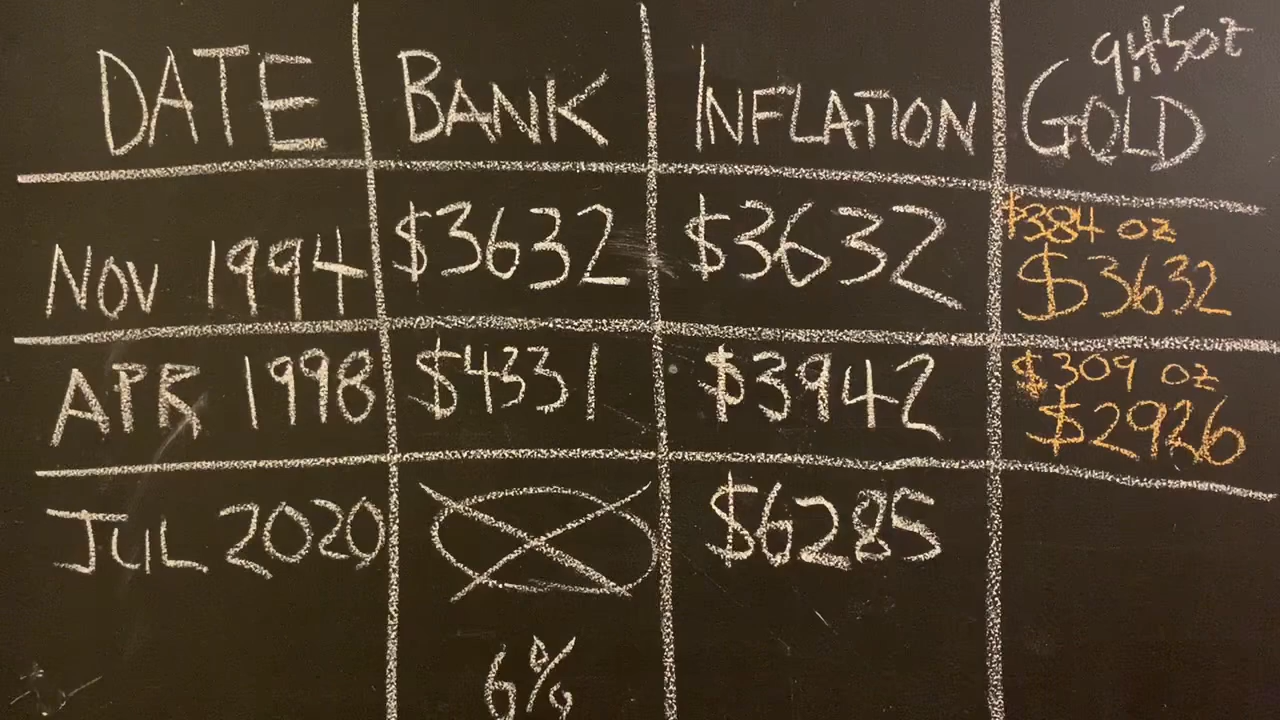 DATE
BANK
INFLATION
9.45oz
GOLD
NOV 1994
$3632
$3632
$384 oz
$3632
APR 1998
$4331
$3942
$309 oz
$2926
JUL 2020
$6285
6%